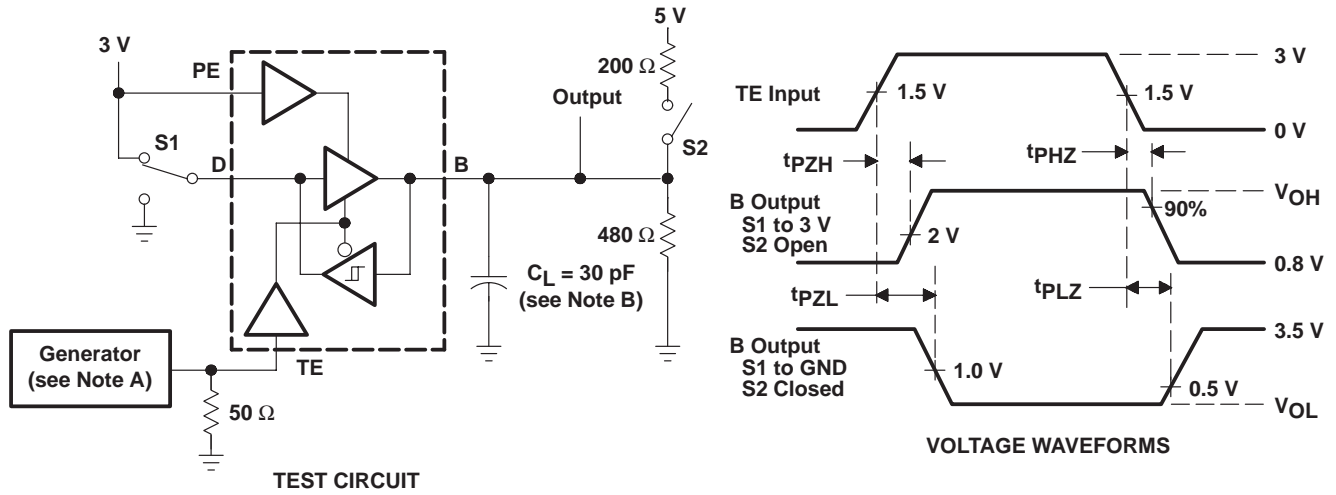 3 V
PE
S1
D
TE
B
Generator
(see Note A)
50 Ω
Output
5 V
200 Ω
S2
480 Ω
CL = 30 pF
(see Note B)
TEST CIRCUIT
TE Input
1.5 V
1.5 V
3 V
0 V
tPZH
tPHZ
B Output
S1 to 3 V
S2 Open
2 V
VOH
90%
0.8 V
tPZL
tPLZ
B Output
S1 to GND
S2 Closed
1.0 V
3.5 V
0.5 V
VOL
VOLTAGE WAVEFORMS